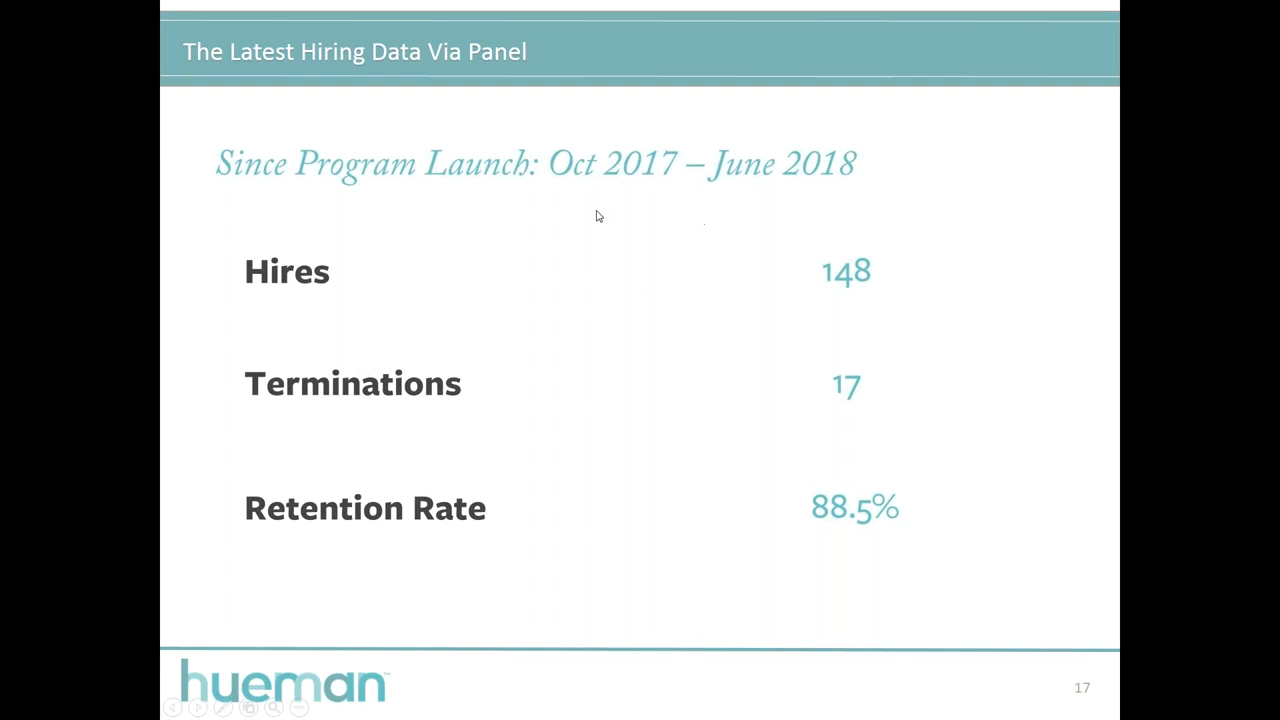 The Latest Hiring Data Via Panel
Since Program Launch: Oct 2017 – June 2018
Hires 148
Terminations 17
Retention Rate 88.5%
hueman™
17